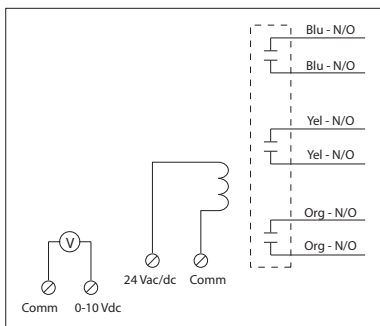 Blu - N/O
Blu - N/O
Yel - N/O
Yel - N/O
Org - N/O
Org - N/O
V
24 Vac/dc Comm
Comm 0-10 Vdc